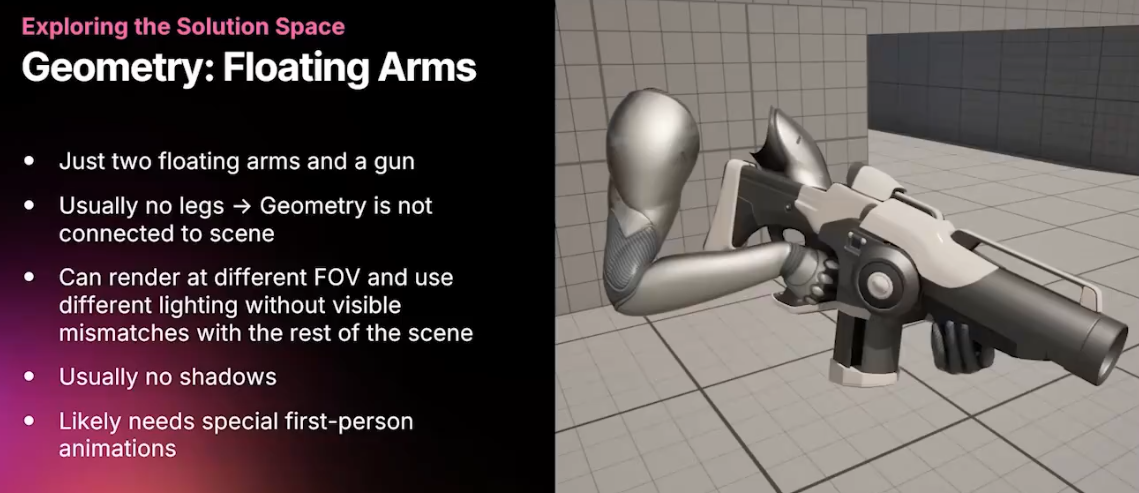 Exploring the Solution Space
Geometry: Floating Arms
• Just two floating arms and a gun
• Usually no legs → Geometry is not
connected to scene
• Can render at different FOV and use
different lighting without visible
mismatches with the rest of the scene
• Usually no shadows
• Likely needs special first-person
animations